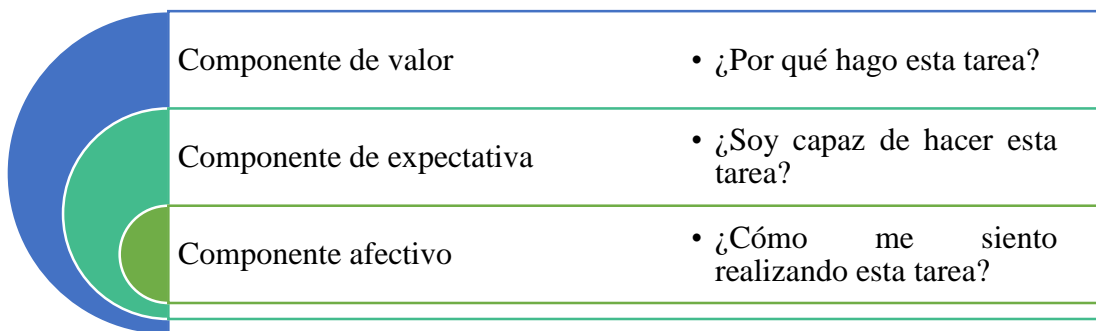 Componente de valor
• ¿Por qué hago esta tarea?
Componente de expectativa
• ¿Soy capaz de hacer esta
tarea?
Componente afectivo
• ¿Cómo me siento
realizando esta tarea?